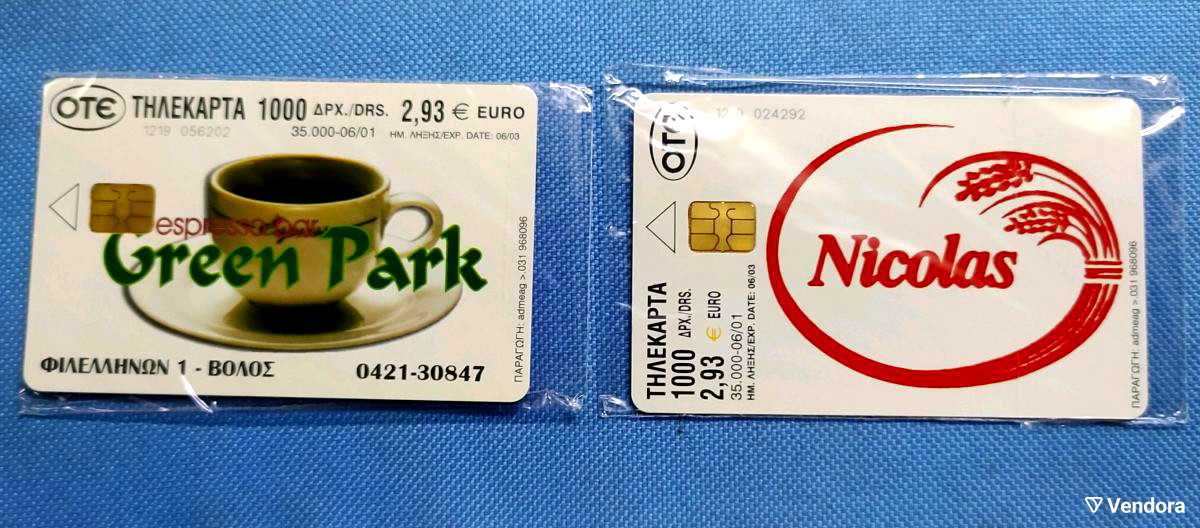 OTE ΤΗΛΕΚΑΡΤΑ 1000 ΔΡΧ./DRS. 2,93 € EURO
1219 056202 35.000-06/01 ΗΜ. ΛΗΞΗΣ/EXP. DATE: 06/03
espresso bar
Green Park
ΦΙΛΕΛΛΗΝΩΝ 1 - ΒΟΛΟΣ 0421-30847
ΠΑΡΑΓΩΓΗ: admeag >.031 968096
OTE
024292
Nicolas
ΤΗΛΕΚΑΡΤΑ
1000 ΔΡΧ./DRS.
2,93 € EURO
35.000-06/01
ΗΜ. ΛΗΞΗΣ/EXP. DATE: 06/03
ΠΑΡΑΓΩΓΗ: admeag >.031 968096
Vendora